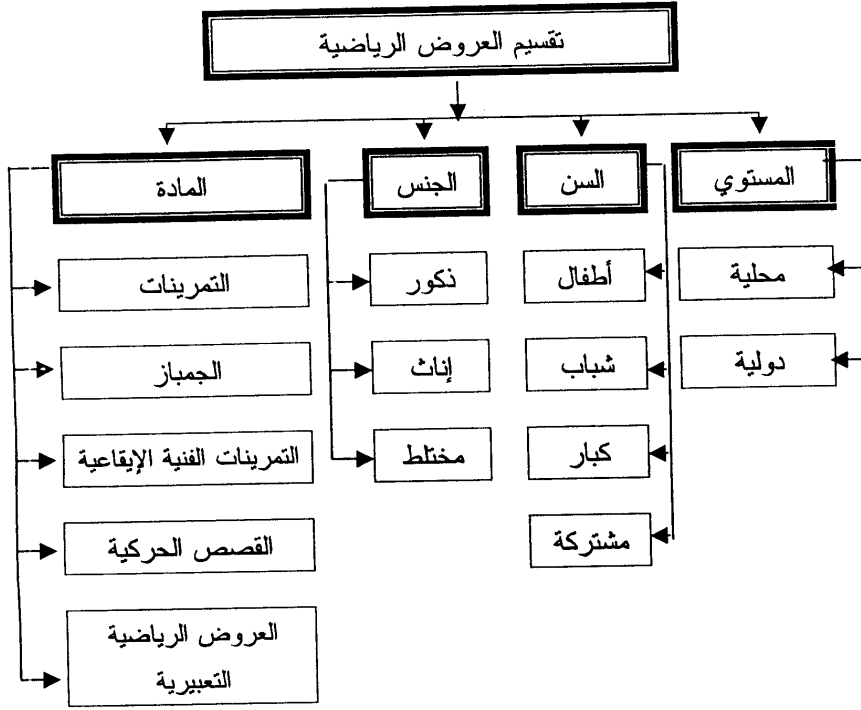 تقسيم العروض الرياضية
المستوي
محلية
دولية
السن
أطفال
شباب
كبار
مشتركة
الجنس
ذكور
إناث
مختلط
المادة
التمرينات
الجمباز
التمرينات الفنية الإيقاعية
القصص الحركية
العروض الرياضية
التعبيرية